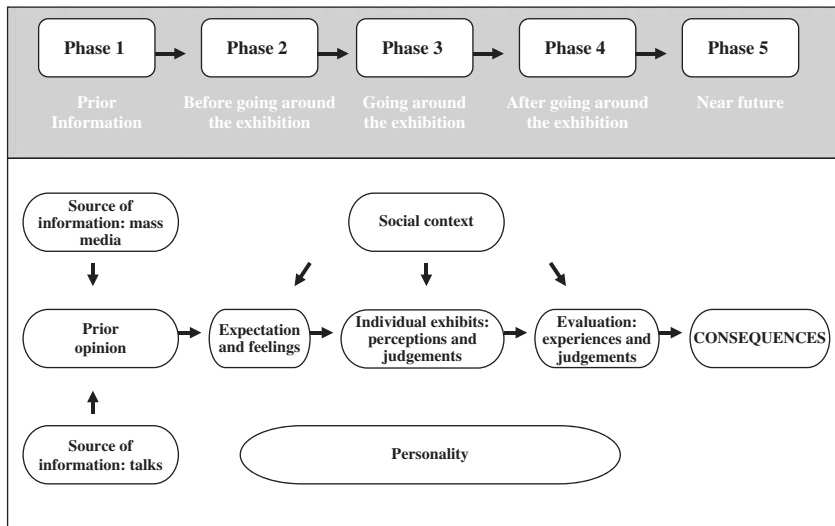 Phase 1
Phase 2
Phase 3
Phase 4
Phase 5
Prior
Information
Before going around
the exhibition
Going around
the exhibition
After going around
the exhibition
Near future
Source of
information: mass
media
Social context
Prior
opinion
Expectation
and feelings
Individual exhibits:
perceptions and
judgements
Evaluation:
experiences and
judgements
CONSEQUENCES
Source of
information: talks
Personality